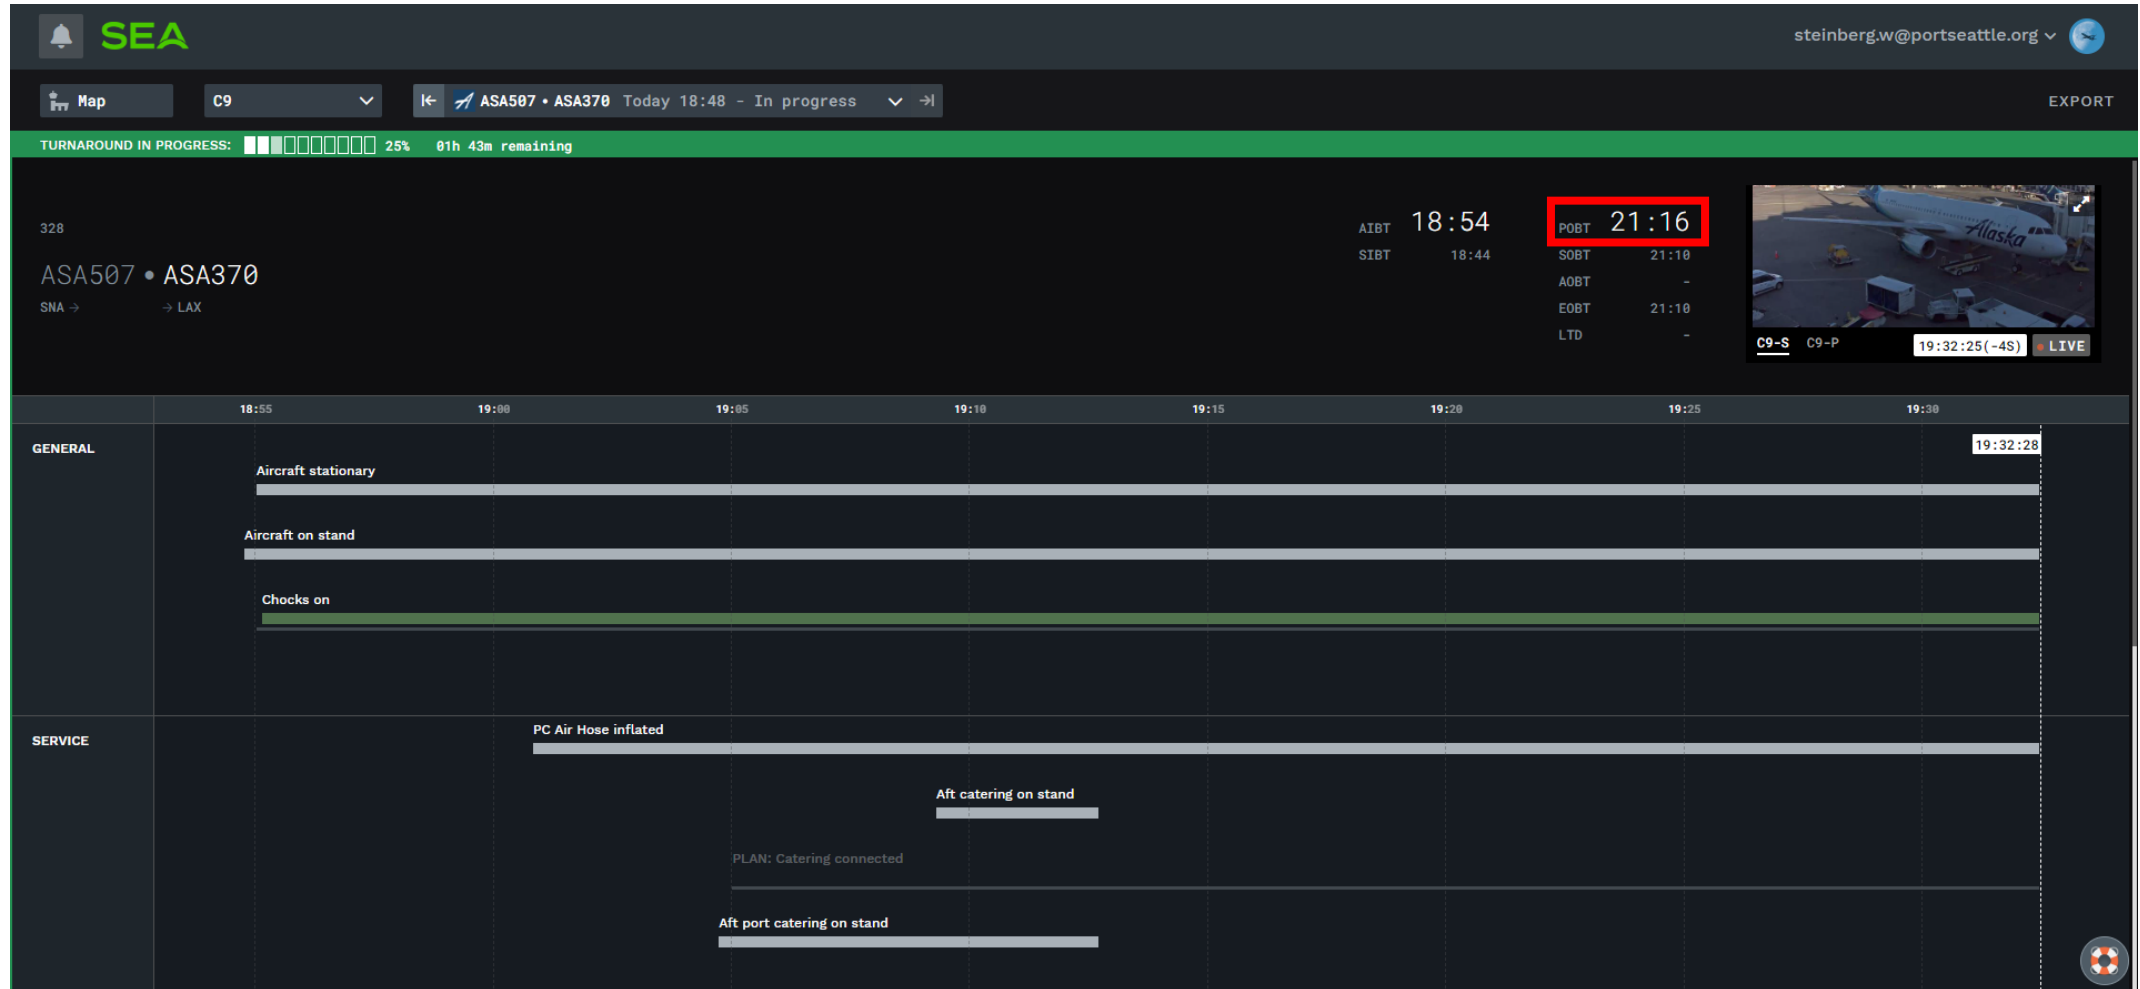 SEA
steinberg.w@portseattle.org
Map
C9
ASA507 • ASA370 Today 18:48 - In progress
EXPORT
TURNAROUND IN PROGRESS: 25% 01h 43m remaining
328
ASA507 • ASA370
SNA → → LAX
AIBT 18:54
SIBT 18:44
POBT 21:16
SOBT 21:10
AOBT -
EOBT 21:10
LTD -
Alaska
C9-S C9-P 19:32:25(-4S) LIVE
18:55 19:00 19:05 19:10 19:15 19:20 19:25 19:30
GENERAL
19:32:28
Aircraft stationary
Aircraft on stand
Chocks on
SERVICE
PC Air Hose inflated
Aft catering on stand
PLAN: Catering connected
Aft port catering on stand